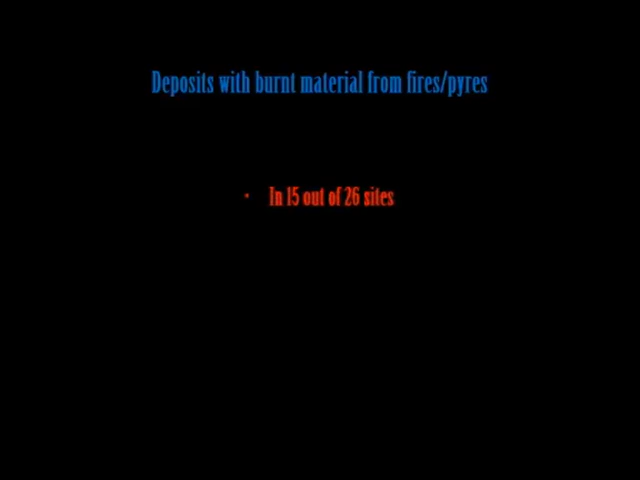 Deposits with burnt material from fires/pyres
• In 15 out of 26 sites